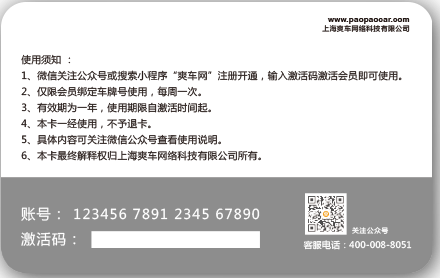 www.paopaooar.com
上海爽车网络科技有限公司
使用须知 ：
1、微信关注公众号或搜索小程序“爽车网”注册开通，输入激活码激活会员即可使用。
2、仅限会员绑定车牌号使用，每周一次。
3、有效期为一年，使用期限自激活时间起。
4、本卡一经使用，不予退卡。
5、具体内容可关注微信公众号查看使用说明。
6、本卡最终解释权归上海爽车网络科技有限公司所有。
账号： 123456 7891 2345 67890
激活码：
关注公众号
客服电话：400-008-8051